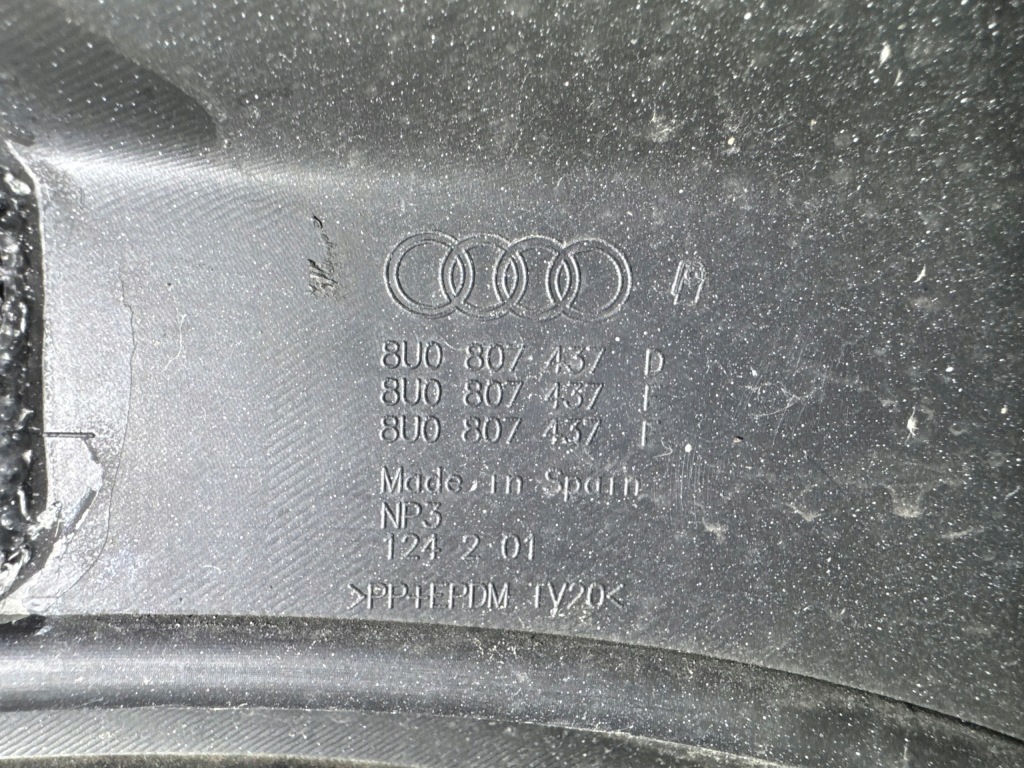 8U0 807 437 D
8U0 807 437
8U0 807 437
Made in Spain
NP3
124 2 01
>PP+EPDM TV20<